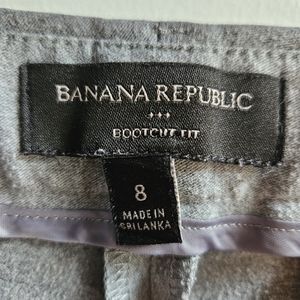 BANANA REPUBLIC
BOOTCUT FIT
8
MADE IN
SRI LANKA